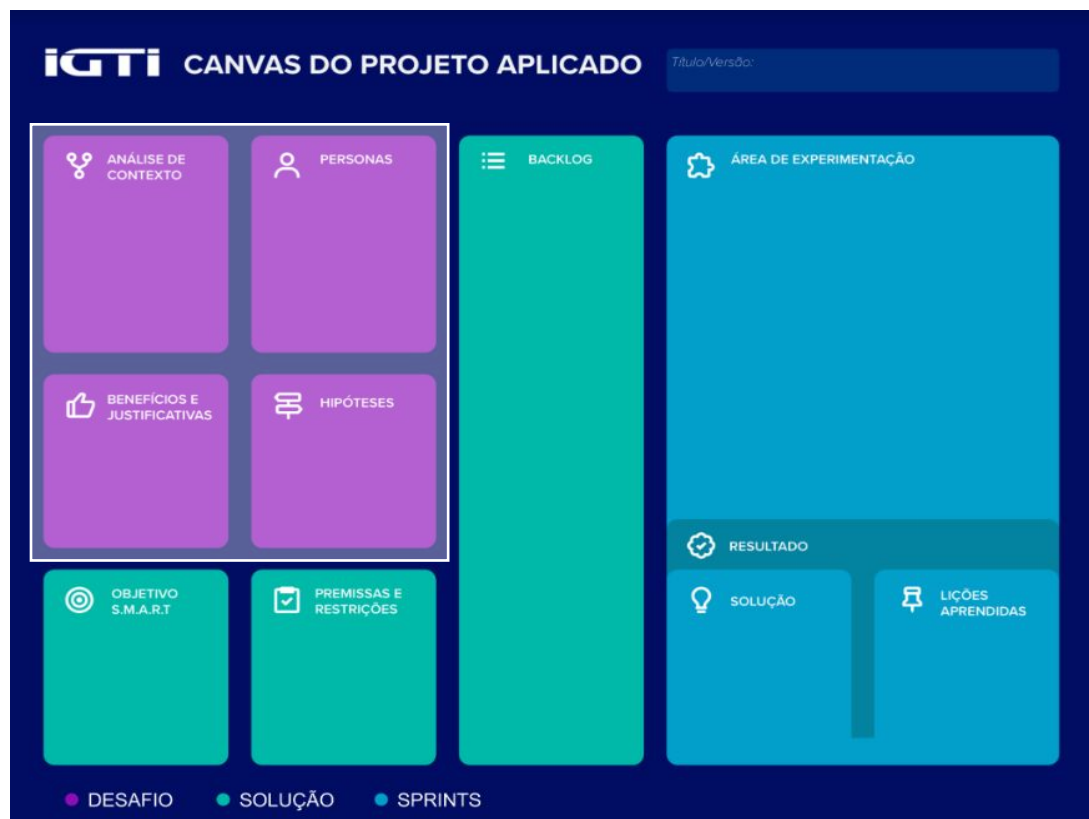 iGTi CANVAS DO PROJETO APLICADO
Título/Versão:
ANÁLISE DE
CONTEXTO
PERSONAS
BACKLOG
ÁREA DE EXPERIMENTAÇÃO
BENEFÍCIOS E
JUSTIFICATIVAS
HIPÓTESES
RESULTADO
OBJETIVO
S.M.A.R.T
PREMISSAS E
RESTRIÇÕES
SOLUÇÃO
LIÇÕES
APRENDIDAS
DESAFIO
SOLUÇÃO
SPRINTS